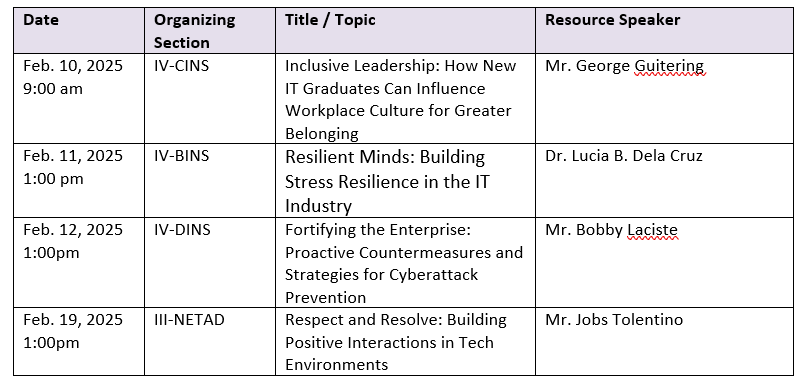 Date
Organizing
Section
Title / Topic
Resource Speaker
Feb. 10, 2025
9:00 am
IV-CINS
Inclusive Leadership: How New
IT Graduates Can Influence
Workplace Culture for Greater
Belonging
Mr. George Guitering
Feb. 11, 2025
1:00 pm
IV-BINS
Resilient Minds: Building
Stress Resilience in the IT
Industry
Dr. Lucia B. Dela Cruz
Feb. 12, 2025
1:00pm
IV-DINS
Fortifying the Enterprise:
Proactive Countermeasures and
Strategies for Cyberattack
Prevention
Mr. Bobby Laciste
Feb. 19, 2025
1:00pm
III-NETAD
Respect and Resolve: Building
Positive Interactions in Tech
Environments
Mr. Jobs Tolentino